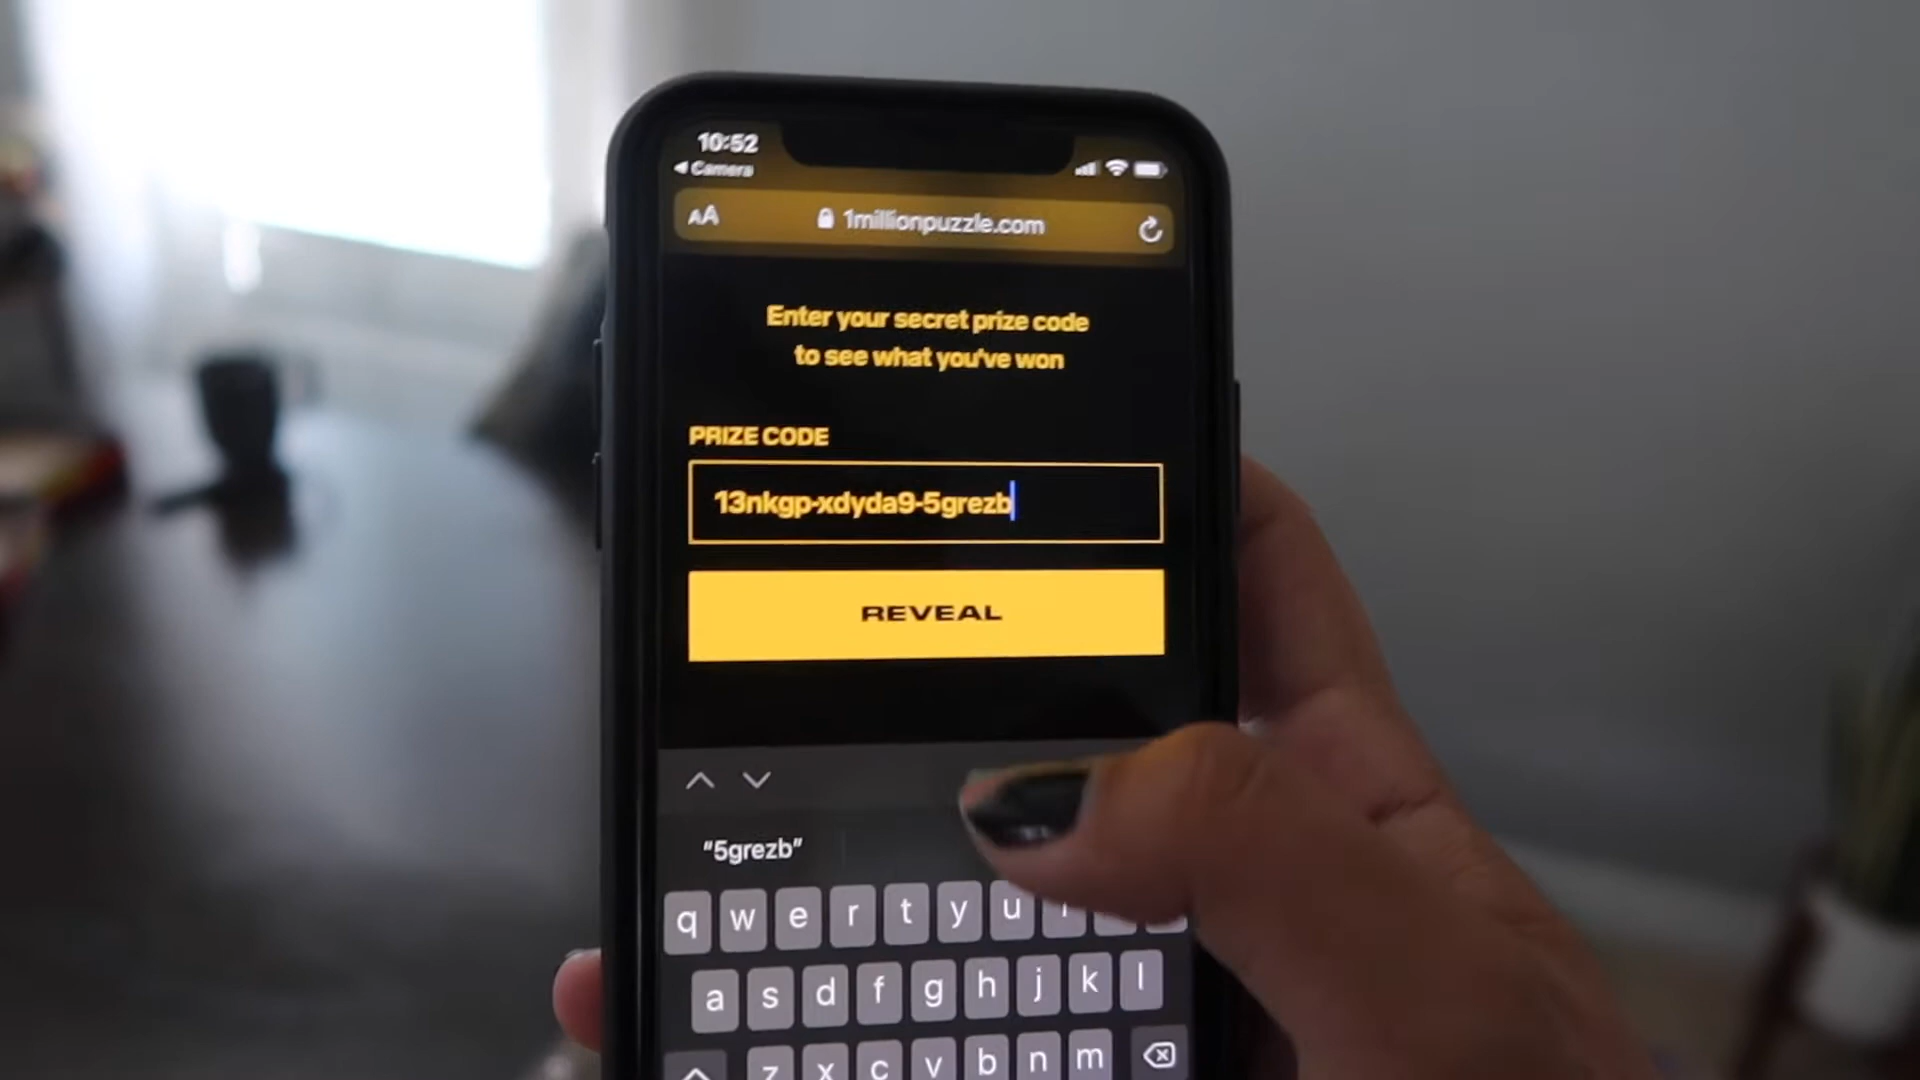 10:52
Camera
AA 1millionpuzzle.com
Enter your secret prize code
to see what you've won
PRIZE CODE
13nkgp-xdyda9-5grezb
REVEAL
"5grezb"
q w e r t y u
a s d f g h j k l
z x c v b n m